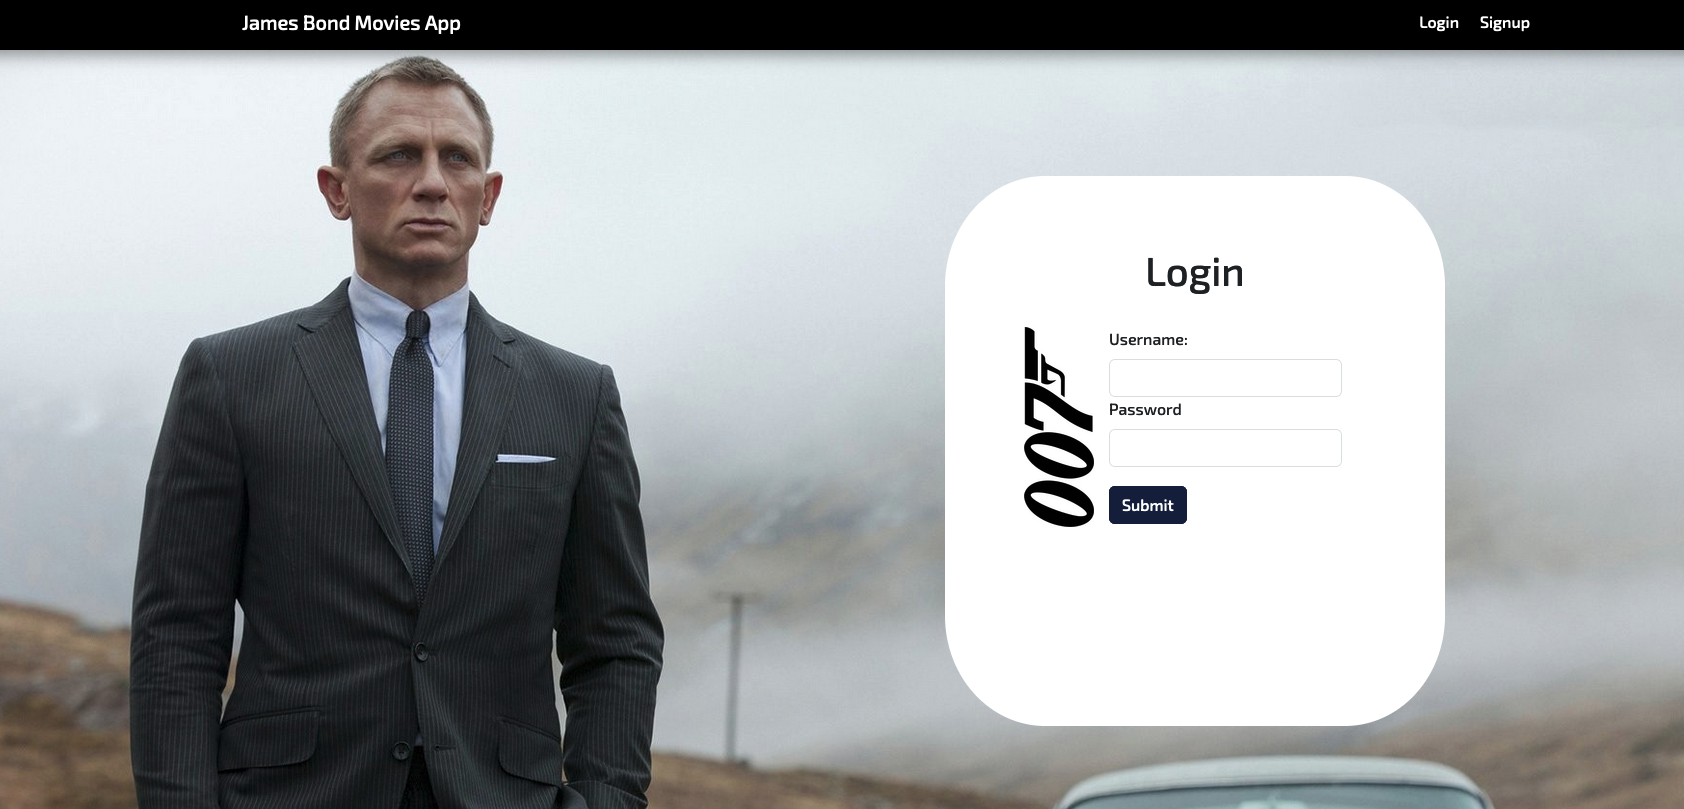 James Bond Movies App
Login Signup
Login
007
Username:
Password
Submit